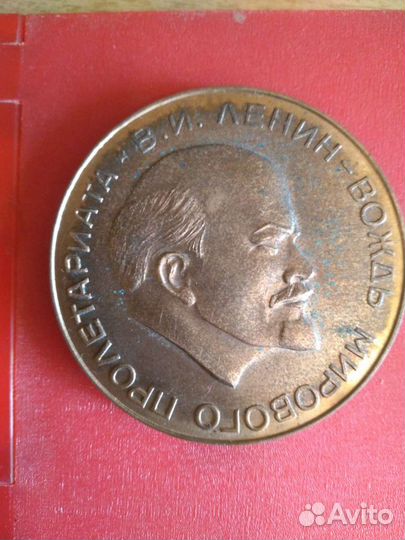 В.И. ЛЕНИН – ВОЖДЬ МИРОВОГО ПРОЛЕТАРИАТА •
Avito